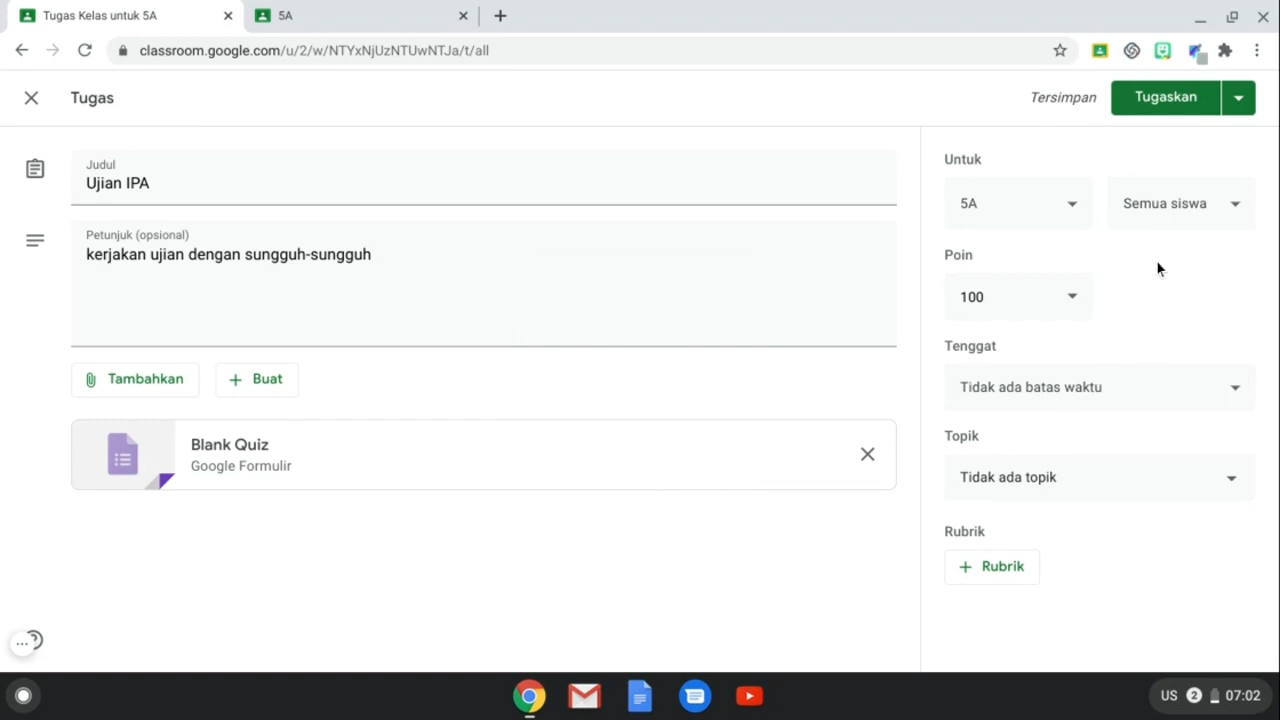 Tugas Kelas untuk 5A
5A
classroom.google.com/u/2/w/NTYxNjUzNTUwNTJa/t/all
Tugas
Tersimpan
Tugaskan
Judul
Ujian IPA
Petunjuk (opsional)
kerjakan ujian dengan sungguh-sungguh
Tambahkan
Buat
Blank Quiz
Google Formulir
Untuk
5A
Semua siswa
Poin
100
Tenggat
Tidak ada batas waktu
Topik
Tidak ada topik
Rubrik
Rubrik
US 2 07:02